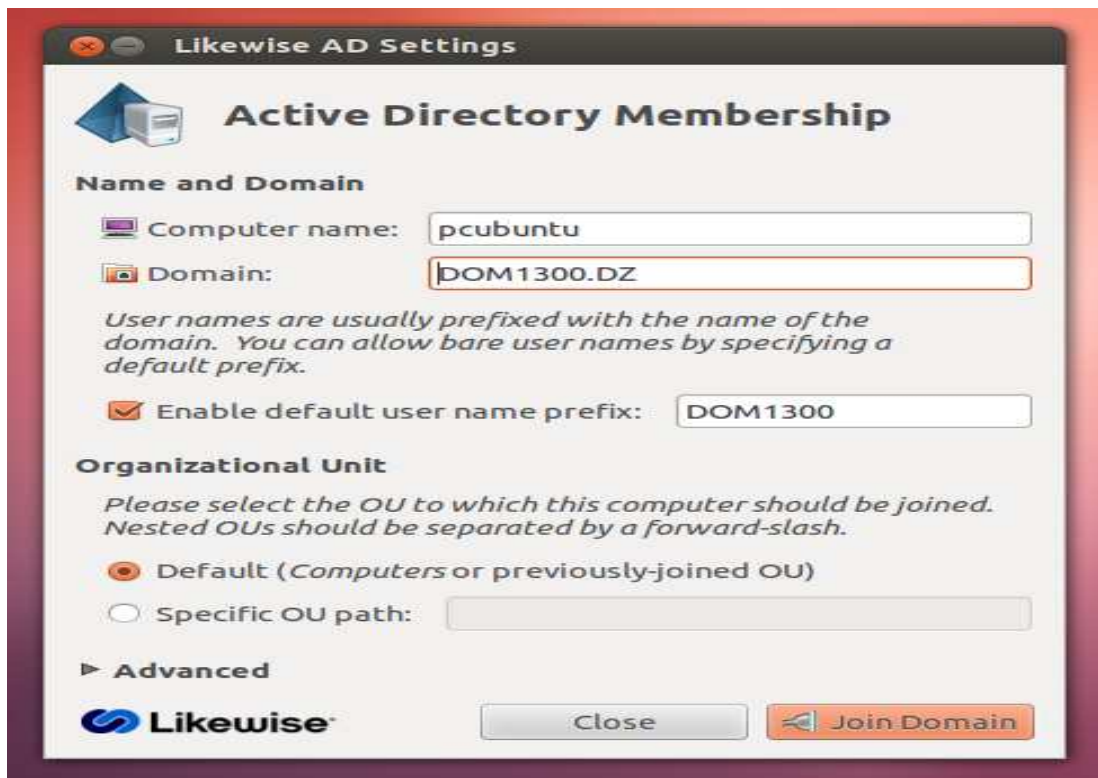 Likewise AD Settings
Active Directory Membership
Name and Domain
Computer name: pcubuntu
Domain: DOM1300.DZ
User names are usually prefixed with the name of the
domain. You can allow bare user names by specifying a
default prefix.
Enable default user name prefix: DOM1300
Organizational Unit
Please select the OU to which this computer should be joined.
Nested OUs should be separated by a forward-slash.
Default (Computers or previously-joined OU)
Specific OU path:
Advanced
Likewise Close Join Domain